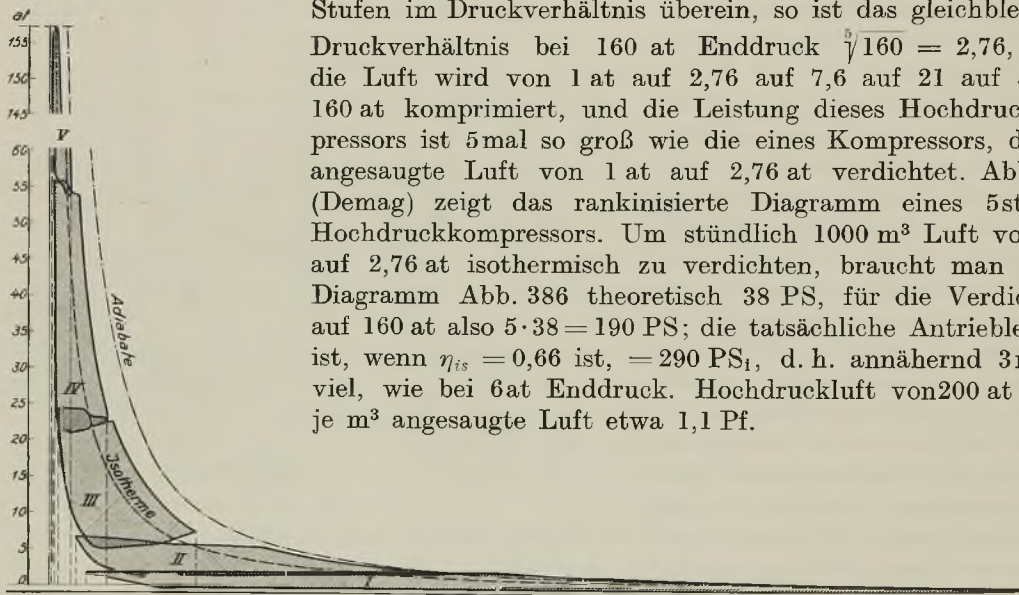 Stufen im Druckverhältnis überein, so ist das gleichble
Druckverhältnis bei 160 at Enddruck ⁵√160 = 2,76,
die Luft wird von 1 at auf 2,76 auf 7,6 auf 21 auf
160 at komprimiert, und die Leistung dieses Hochdruc
pressors ist 5mal so groß wie die eines Kompressors, d
angesaugte Luft von 1 at auf 2,76 at verdichtet. Ab
(Demag) zeigt das rankinisierte Diagramm eines 5st
Hochdruckkompressors. Um stündlich 1000 m³ Luft vo
auf 2,76 at isothermisch zu verdichten, braucht man
Diagramm Abb. 386 theoretisch 38 PS, für die Verdic
auf 160 at also 5·38 = 190 PS; die tatsächliche Antrieble
ist, wenn ηis = 0,66 ist, = 290 PSi, d. h. annähernd 3
viel, wie bei 6at Enddruck. Hochdruckluft von200 at
je m³ angesaugte Luft etwa 1,1 Pf.
at
155
150
145
60
55
50
45
40
35
30
25
20
15
10
5
0
V
IV
III
II
I
Adiabate
Isotherme